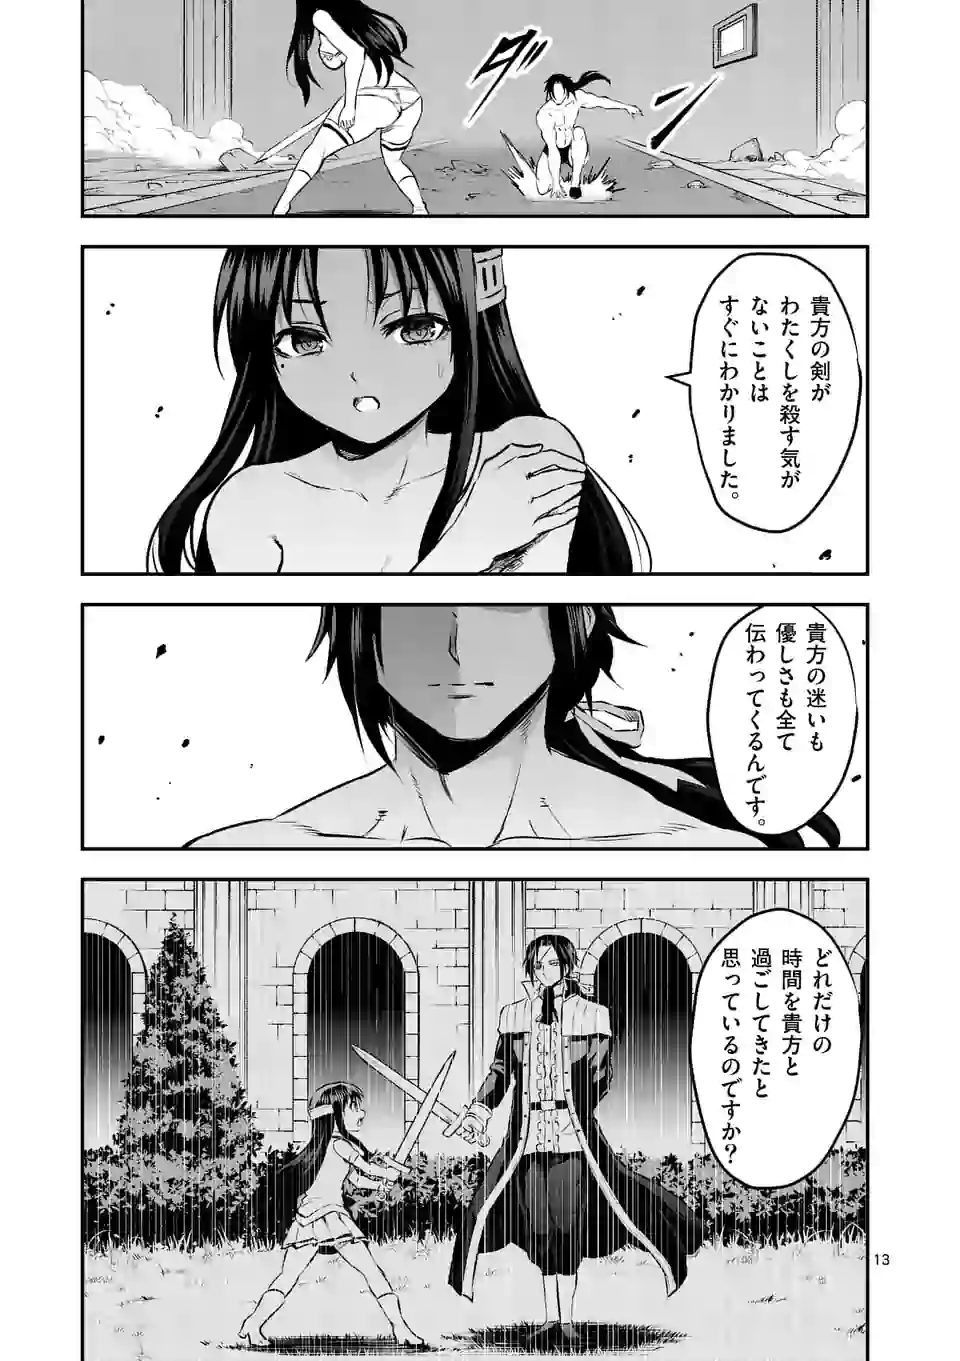 ダンッ
貴方の剣が
わたくしを殺す気が
ないことは
すぐにわかりました。
貴方の迷いも
優しさも全て
伝わってくるんです。
どれだけの
時間を貴方と
過ごしてきたと
思っているのですか?
13